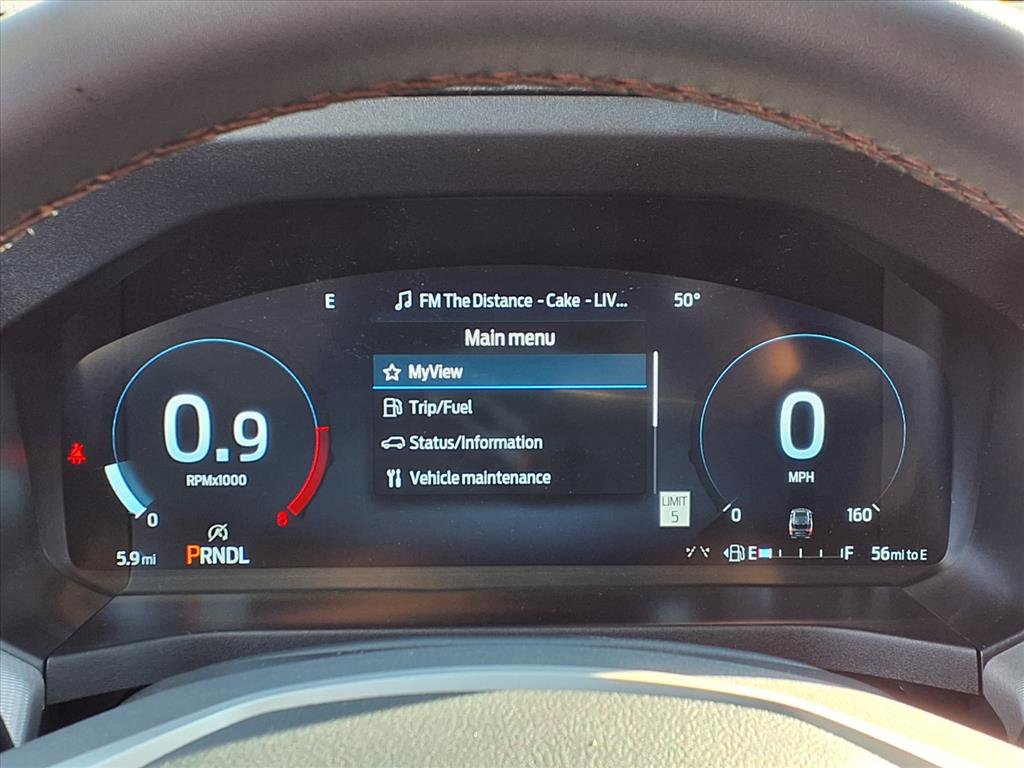 E
FM The Distance - Cake - LIV...
50°
Main menu
MyView
Trip/Fuel
Status/Information
Vehicle maintenance
0.9
RPMx1000
0
8
0
MPH
0
160
LIMIT
5
5.9 mi
PRNDL
E
F
56 mi to E